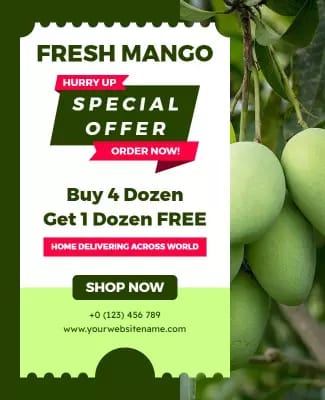 FRESH MANGO
HURRY UP
SPECIAL
OFFER
ORDER NOW!
Buy 4 Dozen
Get 1 Dozen FREE
HOME DELIVERING ACROSS WORLD
SHOP NOW
+0 (123) 456 789
www.yourwebsitename.com